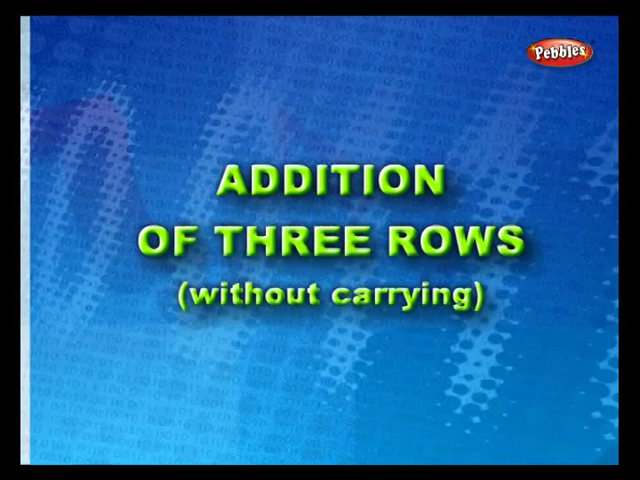 Pebbles
ADDITION
OF THREE ROWS
(without carrying)